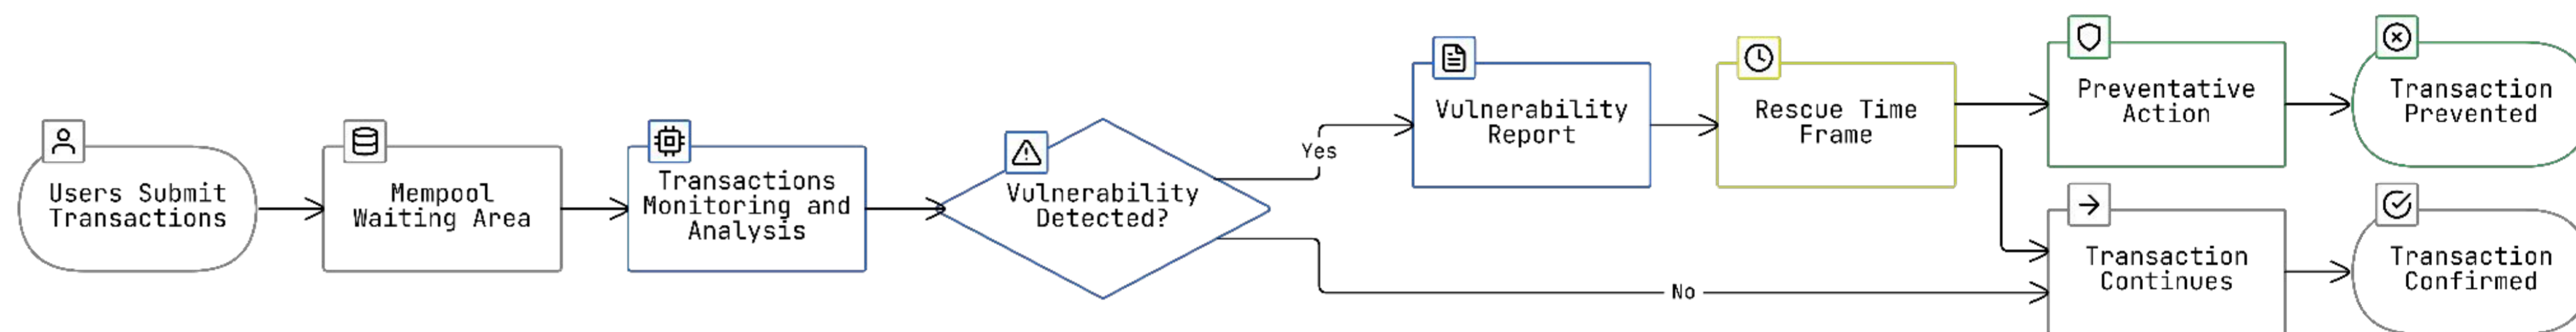 Users Submit
Transactions
Mempool
Waiting Area
Transactions
Monitoring and
Analysis
Vulnerability
Detected?
Yes
No
Vulnerability
Report
Rescue Time
Frame
Preventative
Action
Transaction
Prevented
Transaction
Continues
Transaction
Confirmed